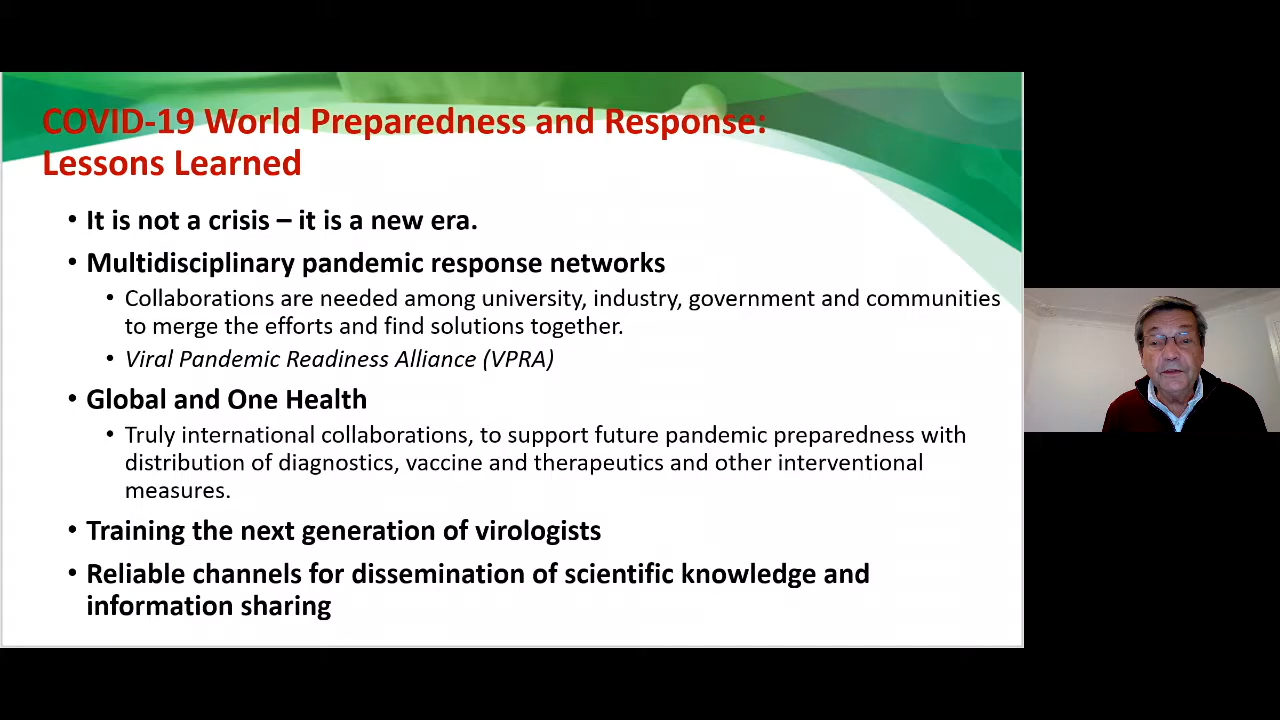 COVID-19 World Preparedness and Response:
Lessons Learned
• It is not a crisis – it is a new era.
• Multidisciplinary pandemic response networks
• Collaborations are needed among university, industry, government and communities
to merge the efforts and find solutions together.
• Viral Pandemic Readiness Alliance (VPRA)
• Global and One Health
• Truly international collaborations, to support future pandemic preparedness with
distribution of diagnostics, vaccine and therapeutics and other interventional
measures.
• Training the next generation of virologists
• Reliable channels for dissemination of scientific knowledge and
information sharing